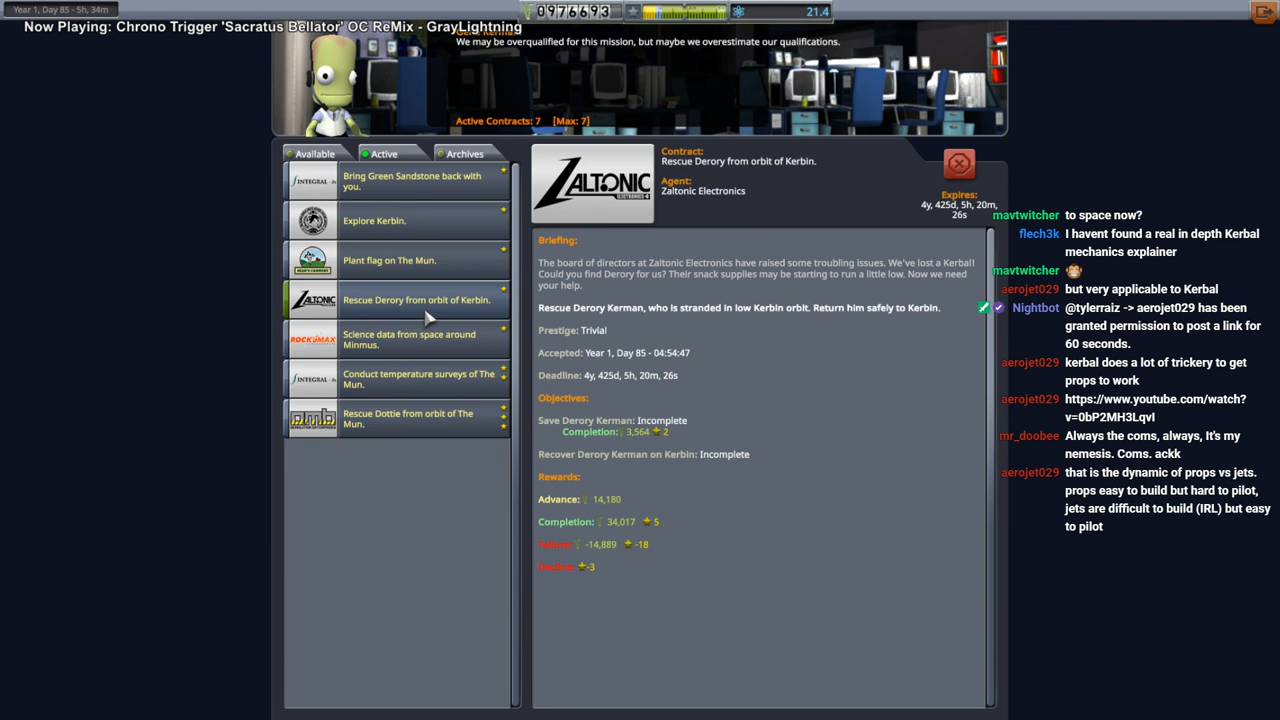 Year 1, Day 85 - 5h, 34m
0976693
21.4
Now Playing: Chrono Trigger 'Sacratus Bellator' OC ReMix - GrayLightning
We may be overqualified for this mission, but maybe we overestimate our qualifications.
Active Contracts: 7 [Max: 7]
Available
Active
Archives
INTEGRAL
Bring Green Sandstone back with
you.
Explore Kerbin.
Plant flag on The Mun.
ZALTONIC
Rescue Derory from orbit of Kerbin.
ROCKOMAX
Science data from space around
Minmus.
INTEGRAL
Conduct temperature surveys of The
Mun.
Rescue Dottie from orbit of The
Mun.
ZALTONIC
ELECTRONICS
Contract:
Rescue Derory from orbit of Kerbin.
Agent:
Zaltonic Electronics
Expires:
4y, 425d, 5h, 20m,
26s
Briefing:
The board of directors at Zaltonic Electronics have raised some troubling issues. We've lost a Kerbal!
Could you find Derory for us? Their snack supplies may be starting to run a little low. Now we need
your help.
Rescue Derory Kerman, who is stranded in low Kerbin orbit. Return him safely to Kerbin.
Prestige: Trivial
Accepted: Year 1, Day 85 - 04:54:47
Deadline: 4y, 425d, 5h, 20m, 26s
Objectives:
Save Derory Kerman: Incomplete
Completion: 3,564 2
Recover Derory Kerman on Kerbin: Incomplete
Rewards:
Advance: 14,180
Completion: 34,017 5
Failure: -14,889 -18
Decline: -3
mavtwitcher to space now?
flech3k I havent found a real in depth Kerbal
mechanics explainer
mavtwitcher
aerojet029 but very applicable to Kerbal
Nightbot @tylerraiz -> aerojet029 has been
granted permission to post a link for
60 seconds.
aerojet029 kerbal does a lot of trickery to get
props to work
aerojet029 https://www.youtube.com/watch?
v=0bP2MH3LqvI
mr_doobee Always the coms, always, It's my
nemesis. Coms. ackk
aerojet029 that is the dynamic of props vs jets.
props easy to build but hard to pilot,
jets are difficult to build (IRL) but easy
to pilot